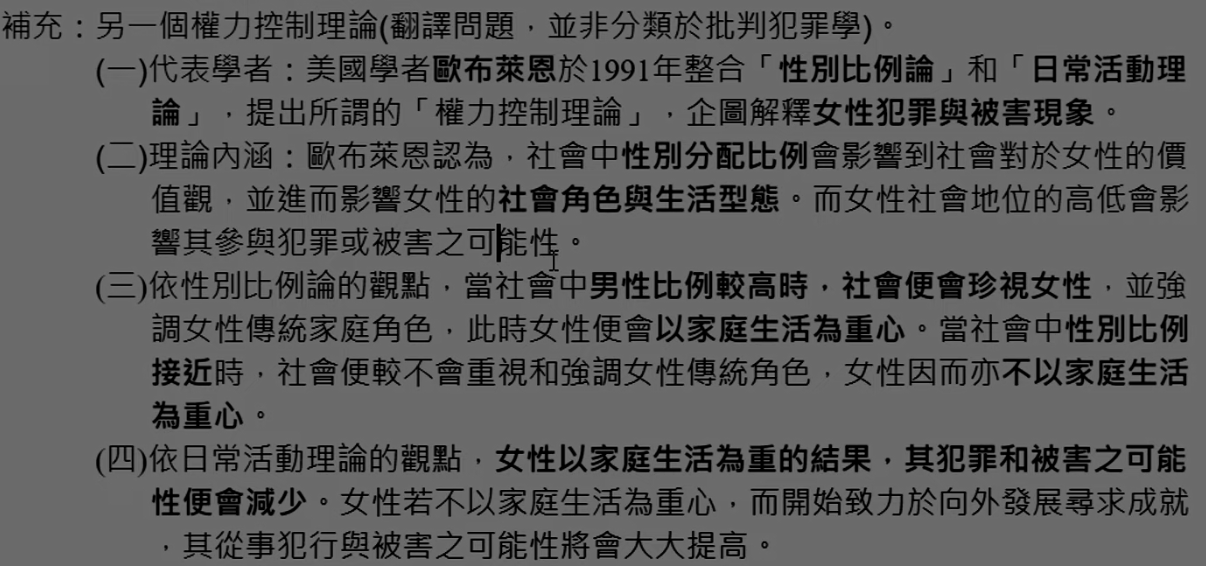 補充：另一個權力控制理論(翻譯問題，並非分類於批判犯罪學)。
(一)代表學者：美國學者歐布萊恩於1991年整合「性別比例論」和「日常活動理
論」，提出所謂的「權力控制理論」，企圖解釋女性犯罪與被害現象。
(二)理論內涵：歐布萊恩認為，社會中性別分配比例會影響到社會對於女性的價
值觀，並進而影響女性的社會角色與生活型態。而女性社會地位的高低會影
響其參與犯罪或被害之可能性。
(三)依性別比例論的觀點，當社會中男性比例較高時，社會便會珍視女性，並強
調女性傳統家庭角色，此時女性便會以家庭生活為重心。當社會中性別比例
接近時，社會便較不會重視和強調女性傳統角色，女性因而亦不以家庭生活
為重心。
(四)依日常活動理論的觀點，女性以家庭生活為重的結果，其犯罪和被害之可能
性便會減少。女性若不以家庭生活為重心，而開始致力於向外發展尋求成就
，其從事犯行與被害之可能性將會大大提高。